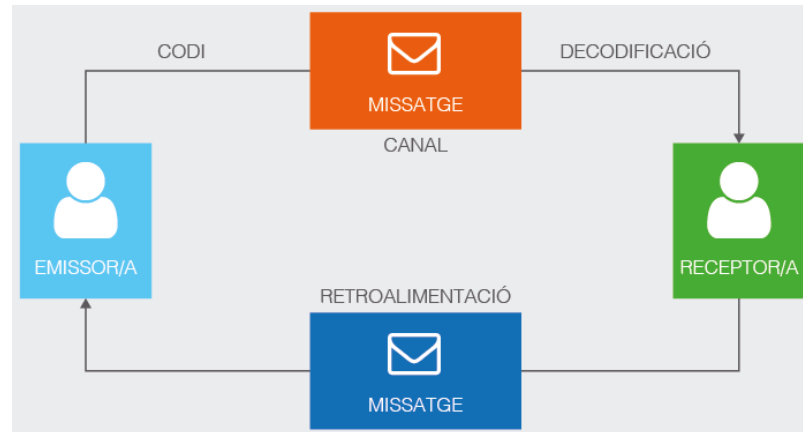 CODI
MISSATGE
DECODIFICACIÓ
CANAL
EMISSOR/A
RECEPTOR/A
RETROALIMENTACIÓ
MISSATGE